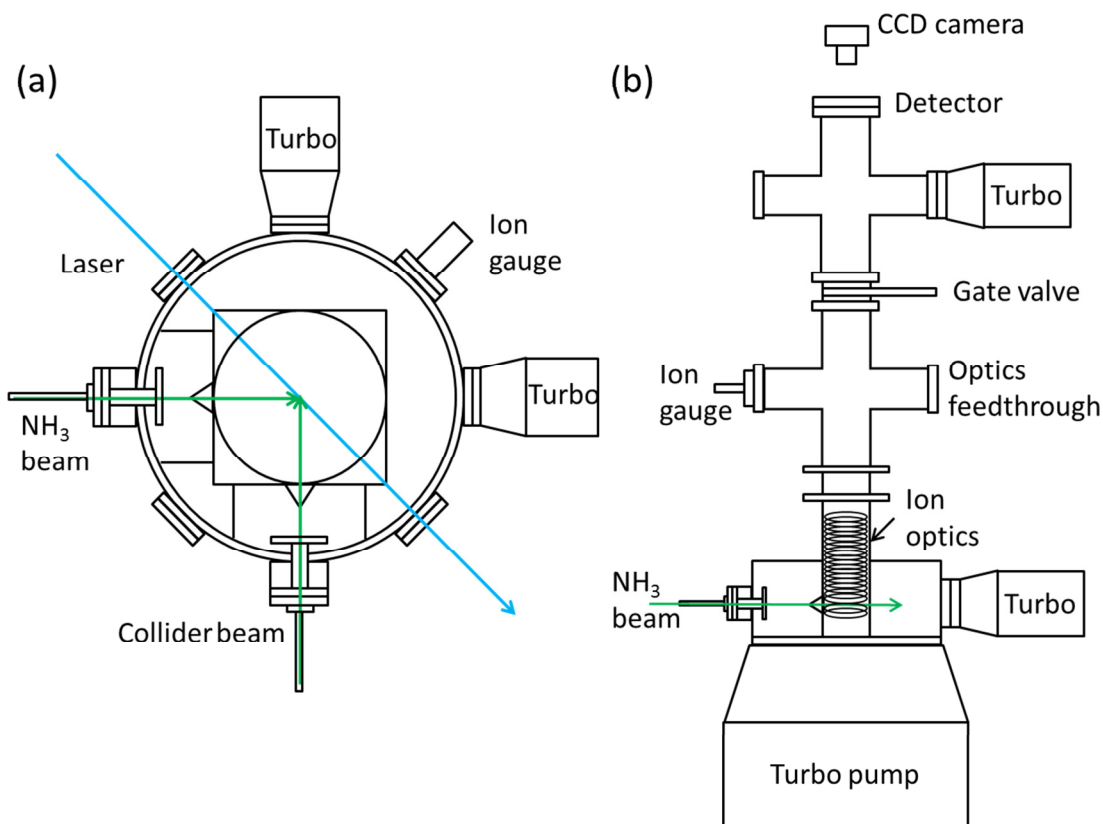 (a)
Turbo
Ion
gauge
Laser
Turbo
NH₃
beam
Collider beam
(b)
CCD camera
Detector
Turbo
Gate valve
Ion
gauge
Optics
feedthrough
Ion
optics
NH₃
beam
Turbo
Turbo pump